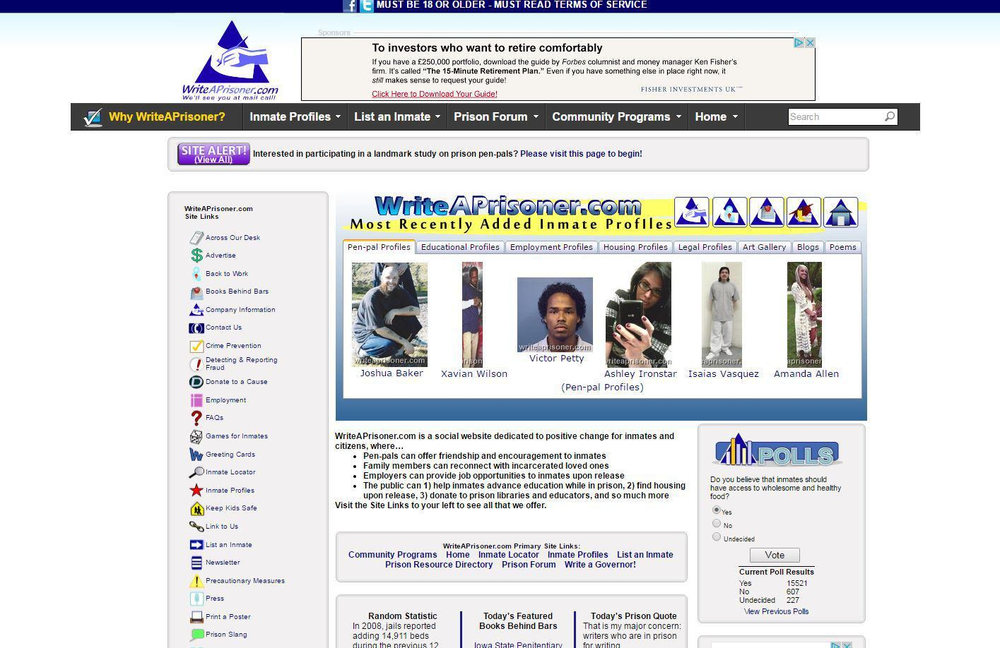 MUST BE 18 OR OLDER - MUST READ TERMS OF SERVICE
WriteAPrisoner.com
We'll see you at mail call!
Sponsors
To investors who want to retire comfortably
If you have a £250,000 portfolio, download the guide by Forbes columnist and money manager Ken Fisher's
firm. It's called “The 15-Minute Retirement Plan.” Even if you have something else in place right now, it
still makes sense to request your guide!
Click Here to Download Your Guide!
FISHER INVESTMENTS UK
Why WriteAPrisoner?
Inmate Profiles
List an Inmate
Prison Forum
Community Programs
Home
Search
SITE ALERT!
(View All)
Interested in participating in a landmark study on prison pen-pals? Please visit this page to begin!
WriteAPrisoner.com
Site Links
Across Our Desk
Advertise
Back to Work
Books Behind Bars
Company Information
Contact Us
Crime Prevention
Detecting & Reporting
Fraud
Donate to a Cause
Employment
FAQs
Games for Inmates
Greeting Cards
Inmate Locator
Inmate Profiles
Keep Kids Safe
Link to Us
List an Inmate
Newsletter
Precautionary Measures
Press
Print a Poster
Prison Slang
WriteAPrisoner.com
Most Recently Added Inmate Profiles
Pen-pal Profiles
Educational Profiles
Employment Profiles
Housing Profiles
Legal Profiles
Art Gallery
Blogs
Poems
writeaprisoner.com
Joshua Baker
rison
Xavian Wilson
writeaprisoner.com
Victor Petty
writeaprisoner.com
Ashley Ironstar
aprisoner.
Isaias Vasquez
aprisoner
Amanda Allen
(Pen-pal Profiles)
WriteAPrisoner.com is a social website dedicated to positive change for inmates and
citizens, where…
• Pen-pals can offer friendship and encouragement to inmates
• Family members can reconnect with incarcerated loved ones
• Employers can provide job opportunities to inmates upon release
• The public can 1) help inmates advance education while in prison, 2) find housing
upon release, 3) donate to prison libraries and educators, and so much more
Visit the Site Links to your left to see all that we offer.
WriteAPrisoner.com Primary Site Links:
Community Programs Home Inmate Locator Inmate Profiles List an Inmate
Prison Resource Directory Prison Forum Write a Governor!
Random Statistic
In 2008, jails reported
adding 14,911 beds
during the previous 12
Today's Featured
Books Behind Bars
Iowa State Penitentiary
Today's Prison Quote
That is my major concern:
writers who are in prison
for writing.
POLLS
Do you believe that inmates should
have access to wholesome and healthy
food?
Yes
No
Undecided
Vote
Current Poll Results
Yes 15521
No 607
Undecided 227
View Previous Polls